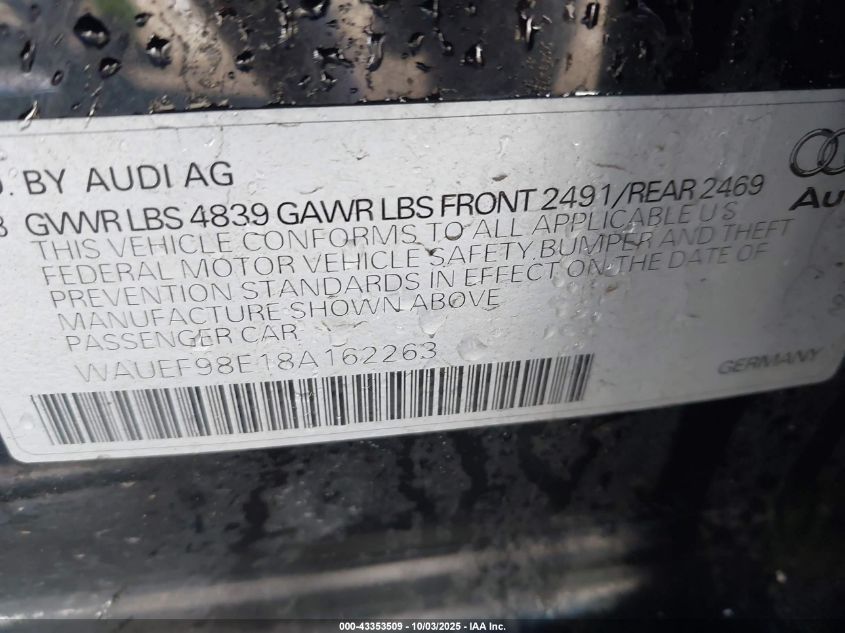 . BY AUDI AG
8 GVWR LBS 4839 GAWR LBS FRONT 2491/REAR 2469
THIS VEHICLE CONFORMS TO ALL APPLICABLE U S
FEDERAL MOTOR VEHICLE SAFETY, BUMPER AND THEFT
PREVENTION STANDARDS IN EFFECT ON THE DATE OF
MANUFACTURE SHOWN ABOVE
PASSENGER CAR
WAUEF98E18A162263
GERMANY
Au
000-43353509 - 10/03/2025 - IAA Inc.